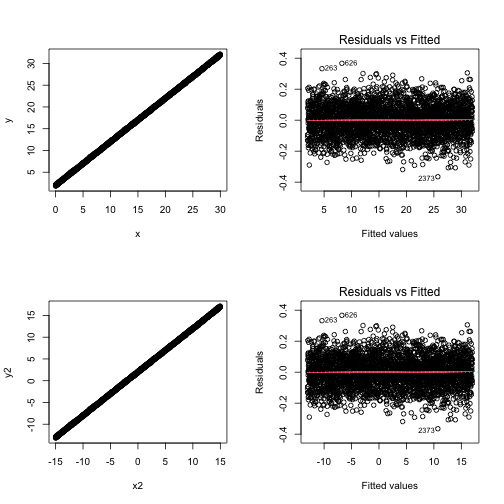 y
5 10 15 20 25 30
0 5 10 15 20 25 30
x
Residuals vs Fitted
Residuals
-0.4 -0.2 0.0 0.2 0.4
263
626
2373
5 10 15 20 25 30
Fitted values
y2
-10 -5 0 5 10 15
-15 -10 -5 0 5 10 15
x2
Residuals vs Fitted
Residuals
-0.4 -0.2 0.0 0.2 0.4
263
626
2373
-10 -5 0 5 10 15
Fitted values